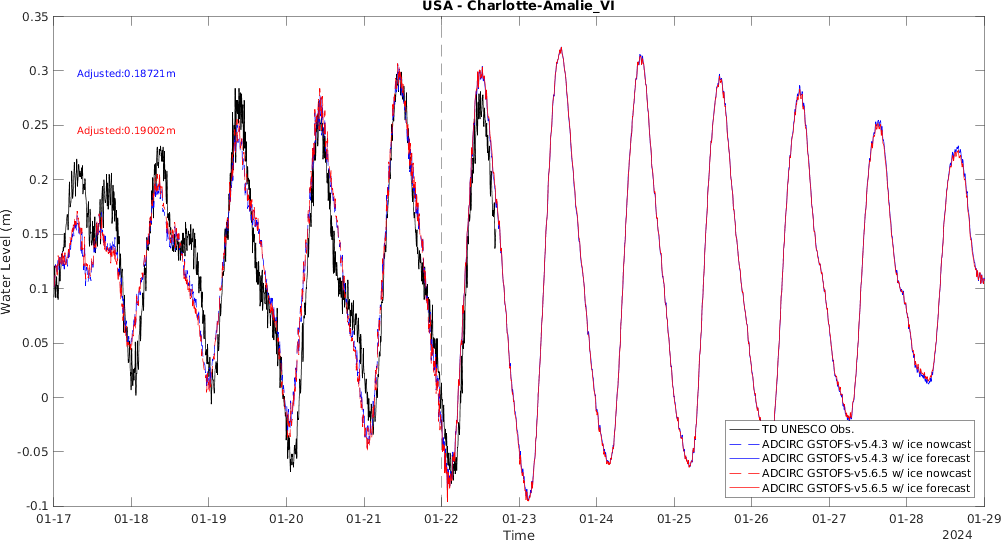 USA - Charlotte-Amalie_VI
0.35
0.3
0.25
0.2
0.15
0.1
0.05
0
-0.05
-0.1
Water Level (m)
Adjusted:0.18721m
Adjusted:0.19002m
TD UNESCO Obs.
ADCIRC GSTOFS-v5.4.3 w/ ice nowcast
ADCIRC GSTOFS-v5.4.3 w/ ice forecast
ADCIRC GSTOFS-v5.6.5 w/ ice nowcast
ADCIRC GSTOFS-v5.6.5 w/ ice forecast
01-17 01-18 01-19 01-20 01-21 01-22 01-23 01-24 01-25 01-26 01-27 01-28 01-29
Time
2024